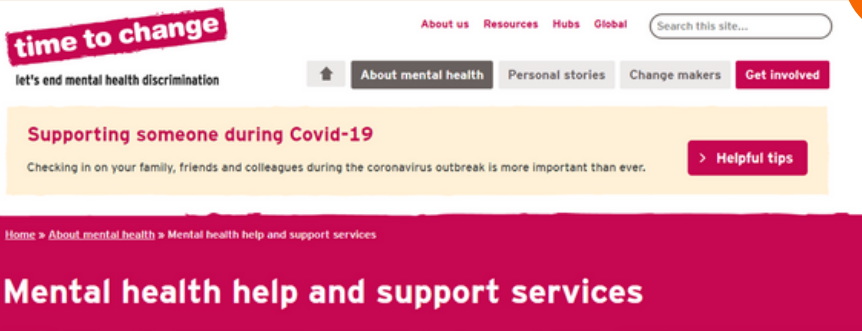 time to change
let's end mental health discrimination
About us Resources Hubs Global Search this site...
About mental health Personal stories Change makers Get involved
Supporting someone during Covid-19
Checking in on your family, friends and colleagues during the coronavirus outbreak is more important than ever.
> Helpful tips
Home » About mental health » Mental health help and support services
Mental health help and support services